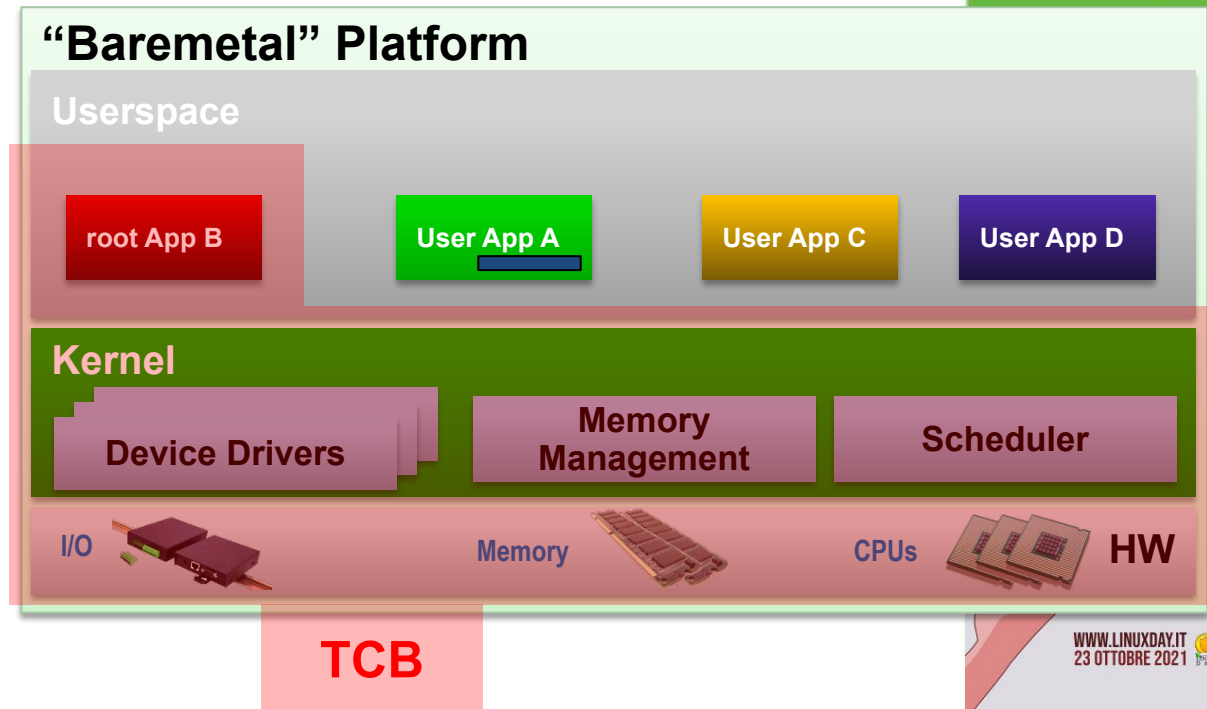 “Baremetal” Platform
Userspace
root App B
User App A
User App C
User App D
Kernel
Device Drivers
Memory
Management
Scheduler
I/O
Memory
CPUs
HW
TCB
WWW.LINUXDAY.IT
23 OTTOBRE 2021